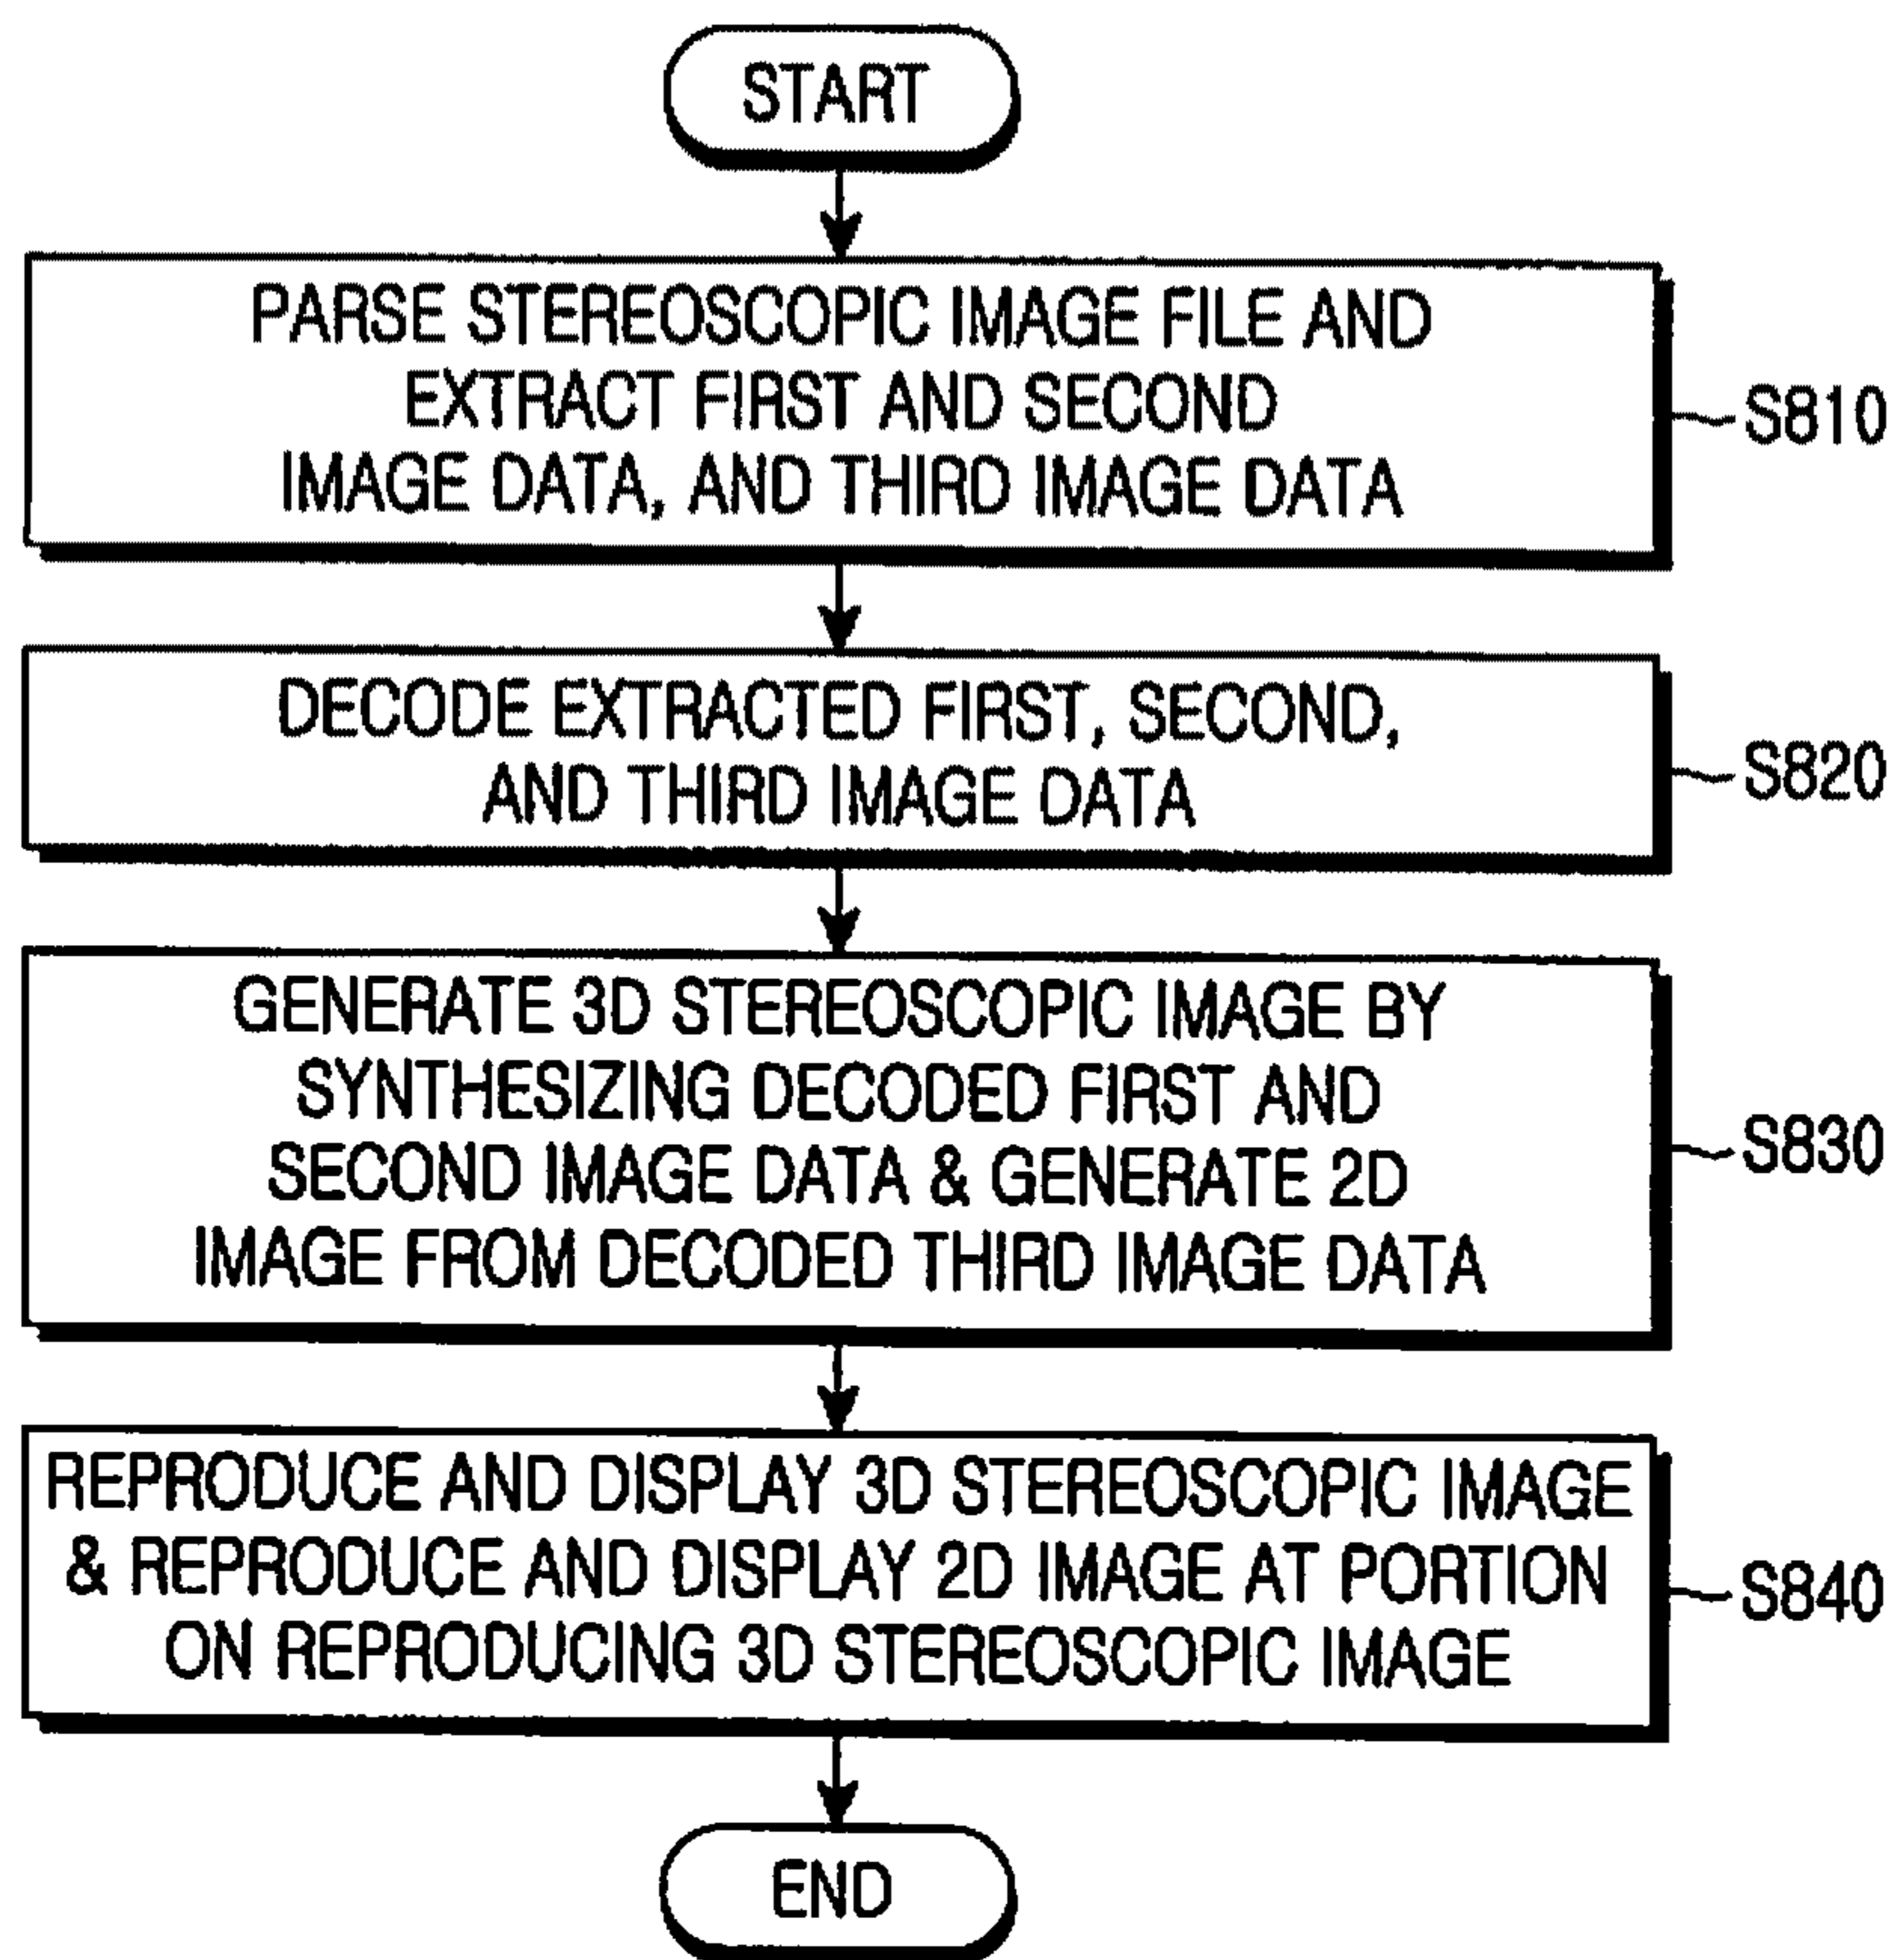 START
PARSE STEREOSCOPIC IMAGE FILE AND
EXTRACT FIRST AND SECOND
IMAGE DATA, AND THIRD IMAGE DATA
S810
DECODE EXTRACTED FIRST, SECOND,
AND THIRD IMAGE DATA
S820
GENERATE 3D STEREOSCOPIC IMAGE BY
SYNTHESIZING DECODED FIRST AND
SECOND IMAGE DATA & GENERATE 2D
IMAGE FROM DECODED THIRD IMAGE DATA
S830
REPRODUCE AND DISPLAY 3D STEREOSCOPIC IMAGE
& REPRODUCE AND DISPLAY 2D IMAGE AT PORTION
ON REPRODUCING 3D STEREOSCOPIC IMAGE
S840
END